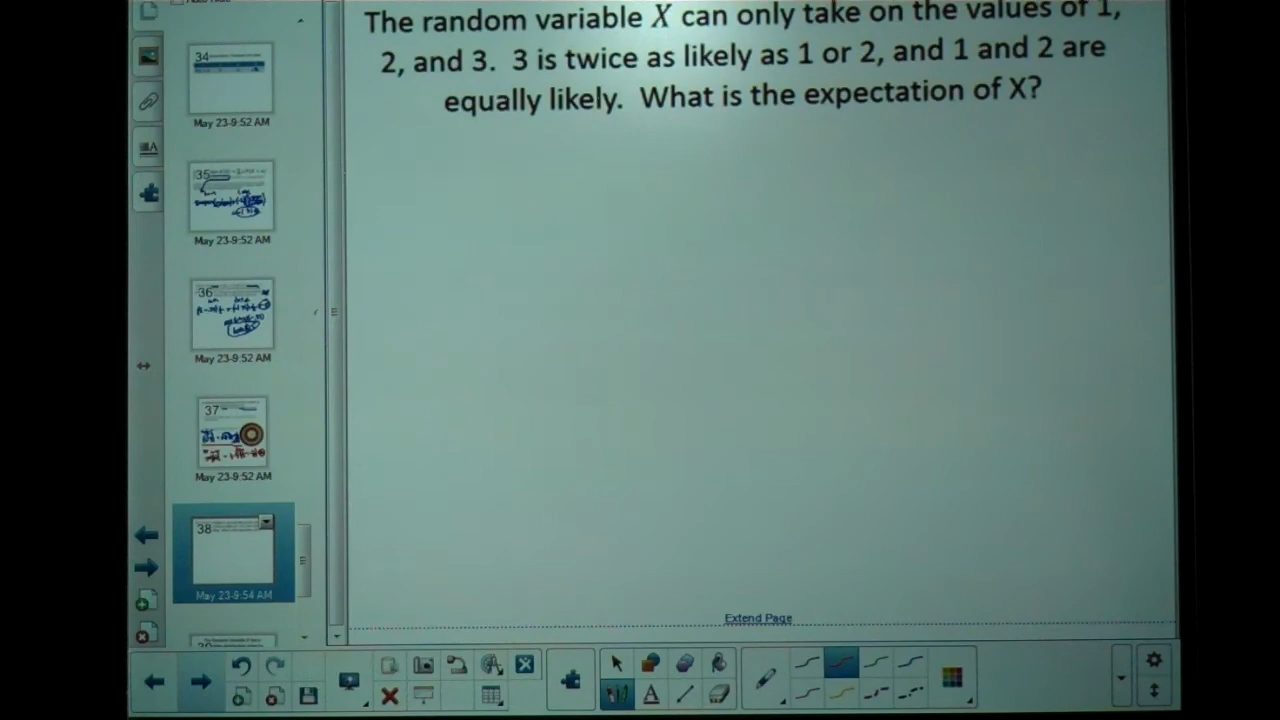 The random variable X can only take on the values of 1,
2, and 3.  3 is twice as likely as 1 or 2, and 1 and 2 are
equally likely.  What is the expectation of X?
34
May 23-9:52 AM
35
May 23-9:52 AM
36
May 23-9:52 AM
37
May 23-9:52 AM
38
May 23-9:54 AM
Extend Page